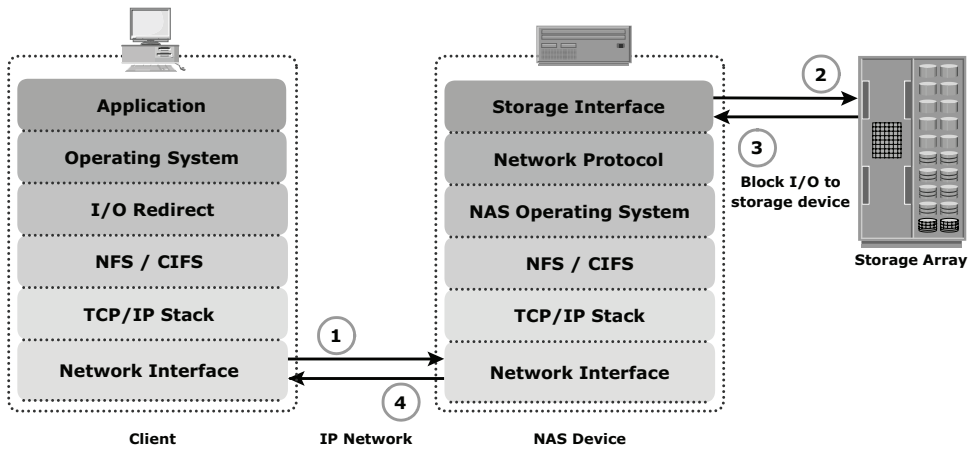 Application
Operating System
I/O Redirect
NFS / CIFS
TCP/IP Stack
Network Interface
Client
1
4
IP Network
Storage Interface
Network Protocol
NAS Operating System
NFS / CIFS
TCP/IP Stack
Network Interface
NAS Device
2
3
Block I/O to
storage device
Storage Array